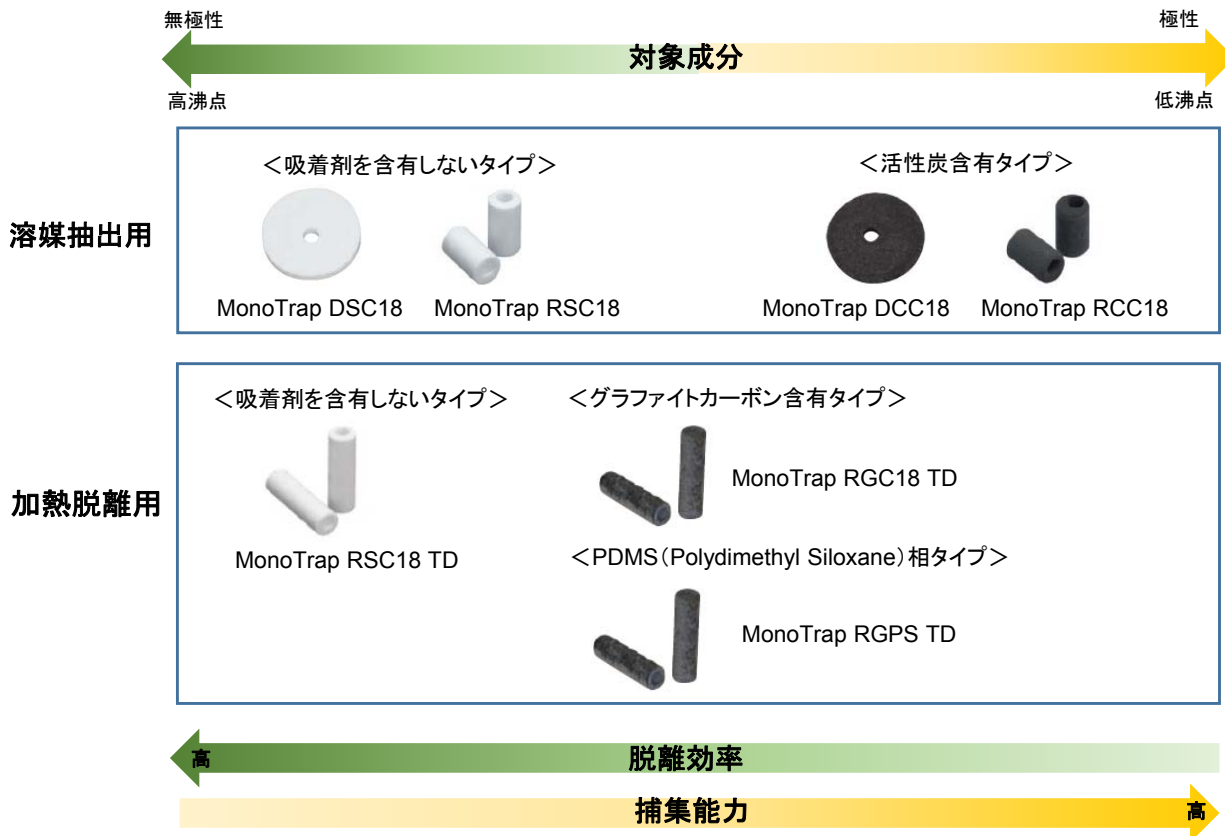 無極性
極性
対象成分
高沸点
低沸点
＜吸着剤を含有しないタイプ＞
＜活性炭含有タイプ＞
溶媒抽出用
MonoTrap DSC18
MonoTrap RSC18
MonoTrap DCC18
MonoTrap RCC18
＜吸着剤を含有しないタイプ＞
＜グラファイトカーボン含有タイプ＞
MonoTrap RGC18 TD
加熱脱離用
MonoTrap RSC18 TD
＜PDMS（Polydimethyl Siloxane）相タイプ＞
MonoTrap RGPS TD
高
脱離効率
捕集能力
高